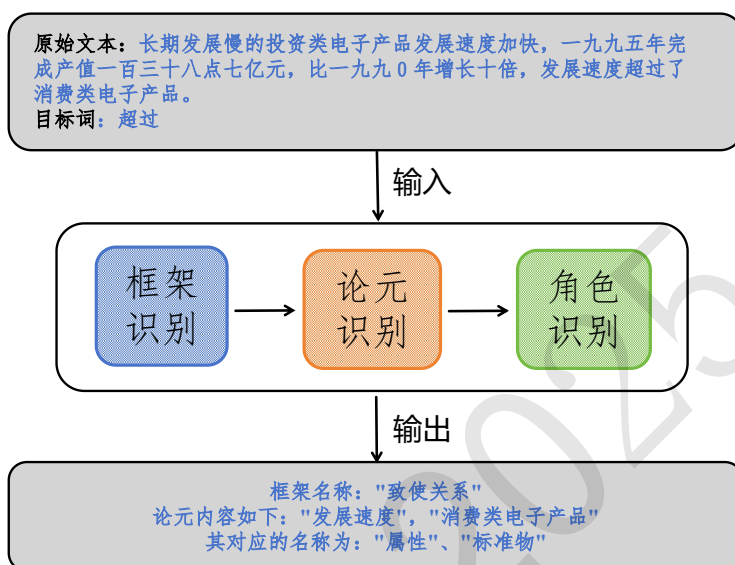 原始文本：长期发展慢的投资类电子产品发展速度加快，一九九五年完
成产值一百三十八点七亿元，比一九九０年增长十倍，发展速度超过了
消费类电子产品。
目标词：超过
输入
框架 论元 角色
识别 识别 识别
输出
框架名称："致使关系"
论元内容如下："发展速度"，"消费类电子产品"
其对应的名称为："属性"、"标准物"
2025